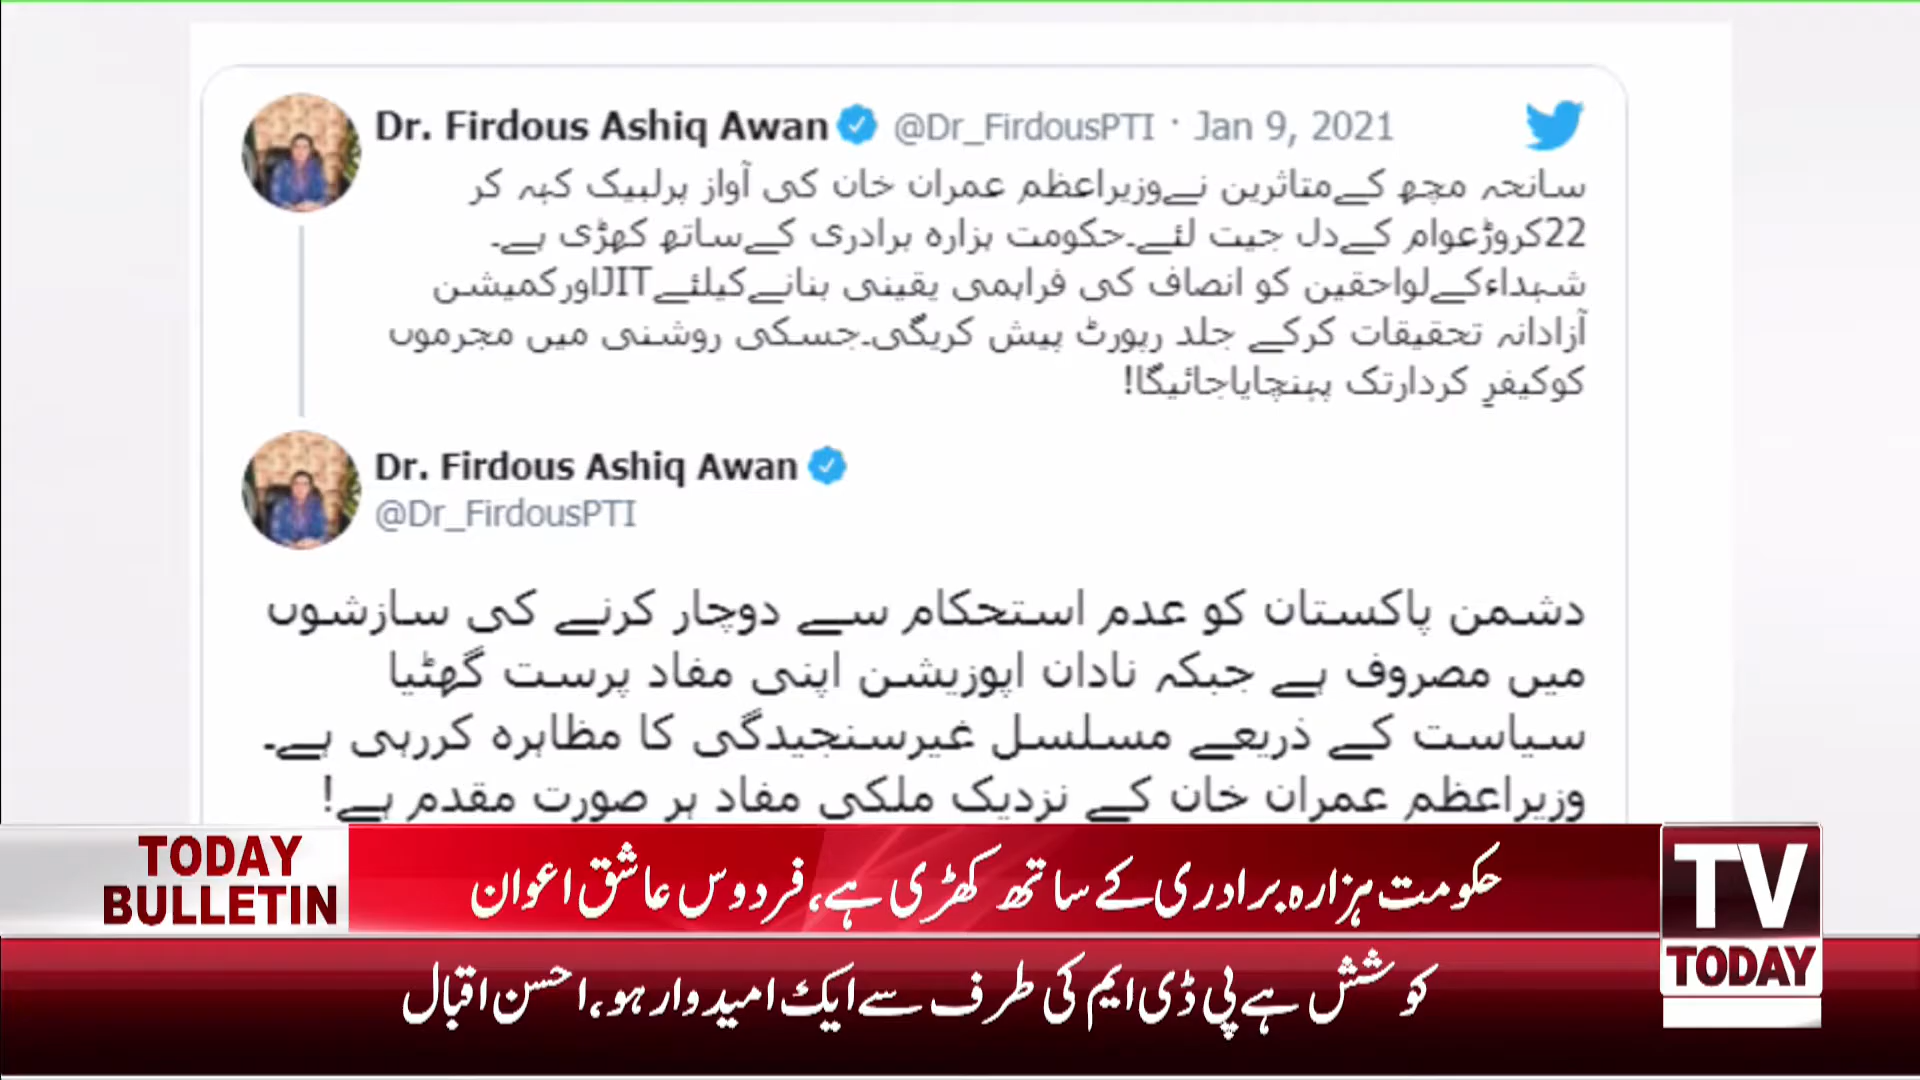 Dr. Firdous Ashiq Awan @Dr_FirdousPTI · Jan 9, 2021
سانحہ مچھ کےمتاثرین نےوزیراعظم عمران خان کی آواز پرلبیک کہہ کر
22کروڑعوام کےدل جیت لئے۔حکومت ہزارہ برادری کےساتھ کھڑی ہے۔
شہداءکےلواحقین کو انصاف کی فراہمی یقینی بنانےکیلئےJITاورکمیشن
آزادانہ تحقیقات کرکے جلد رپورٹ پیش کریگی۔جسکی روشنی میں مجرموں
کوکیفرِ کردارتک پہنچایاجائیگا!
Dr. Firdous Ashiq Awan
@Dr_FirdousPTI
دشمن پاکستان کو عدم استحکام سے دوچار کرنے کی سازشوں
میں مصروف ہے جبکہ نادان اپوزیشن اپنی مفاد پرست گھٹیا
سیاست کے ذریعے مسلسل غیرسنجیدگی کا مظاہرہ کررہی ہے۔
وزیراعظم عمران خان کے نزدیک ملکی مفاد ہر صورت مقدم ہے!
TODAY
BULLETIN
حکومت ہزارہ برادری کے ساتھ کھڑی ہے، فردوس عاشق اعوان
کوشش ہے پی ڈی ایم کی طرف سے ایک امیدوار ہو، احسن اقبال
TV
TODAY